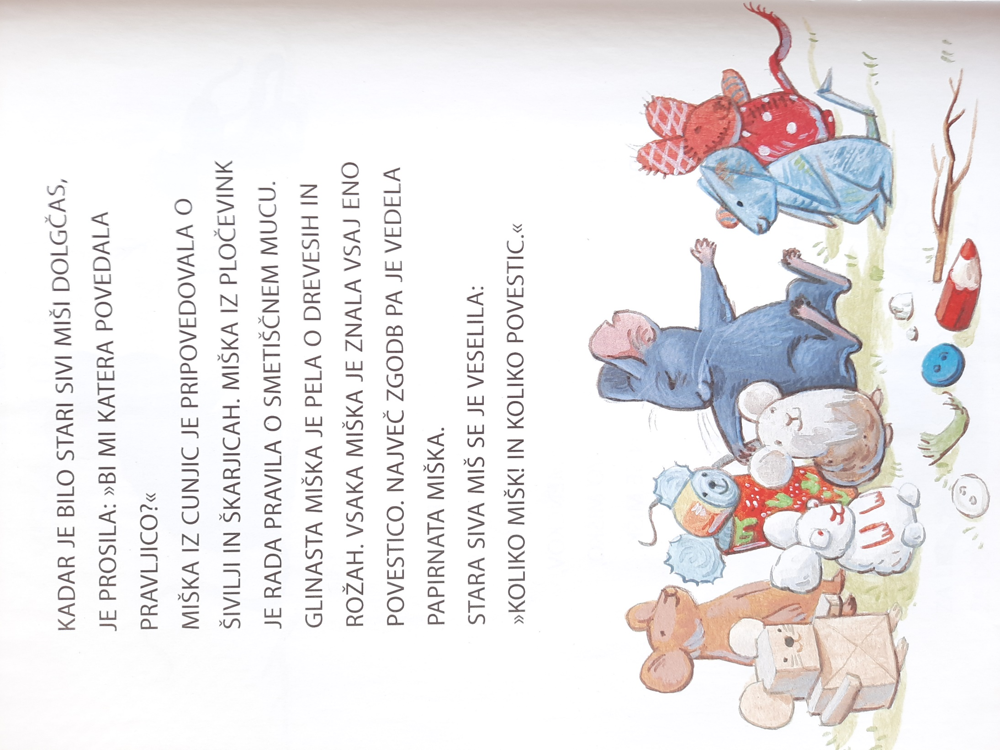 KADAR JE BILO STARI SIVI MIŠI DOLGČAS,
JE PROSILA: »BI MI KATERA POVEDALA
PRAVLJICO?«
MIŠKA IZ CUNJIC JE PRIPOVEDOVALA O
ŠIVILJI IN ŠKARJICAH. MIŠKA IZ PLOČEVINK
JE RADA PRAVILA O SMETIŠČNEM MUCU.
GLINASTA MIŠKA JE PELA O DREVESIH IN
ROŽAH. VSAKA MIŠKA JE ZNALA VSAJ ENO
POVESTICO. NAJVEČ ZGODB PA JE VEDELA
PAPIRNATA MIŠKA.
STARA SIVA MIŠ SE JE VESELILA:
»KOLIKO MIŠK! IN KOLIKO POVESTIC.«